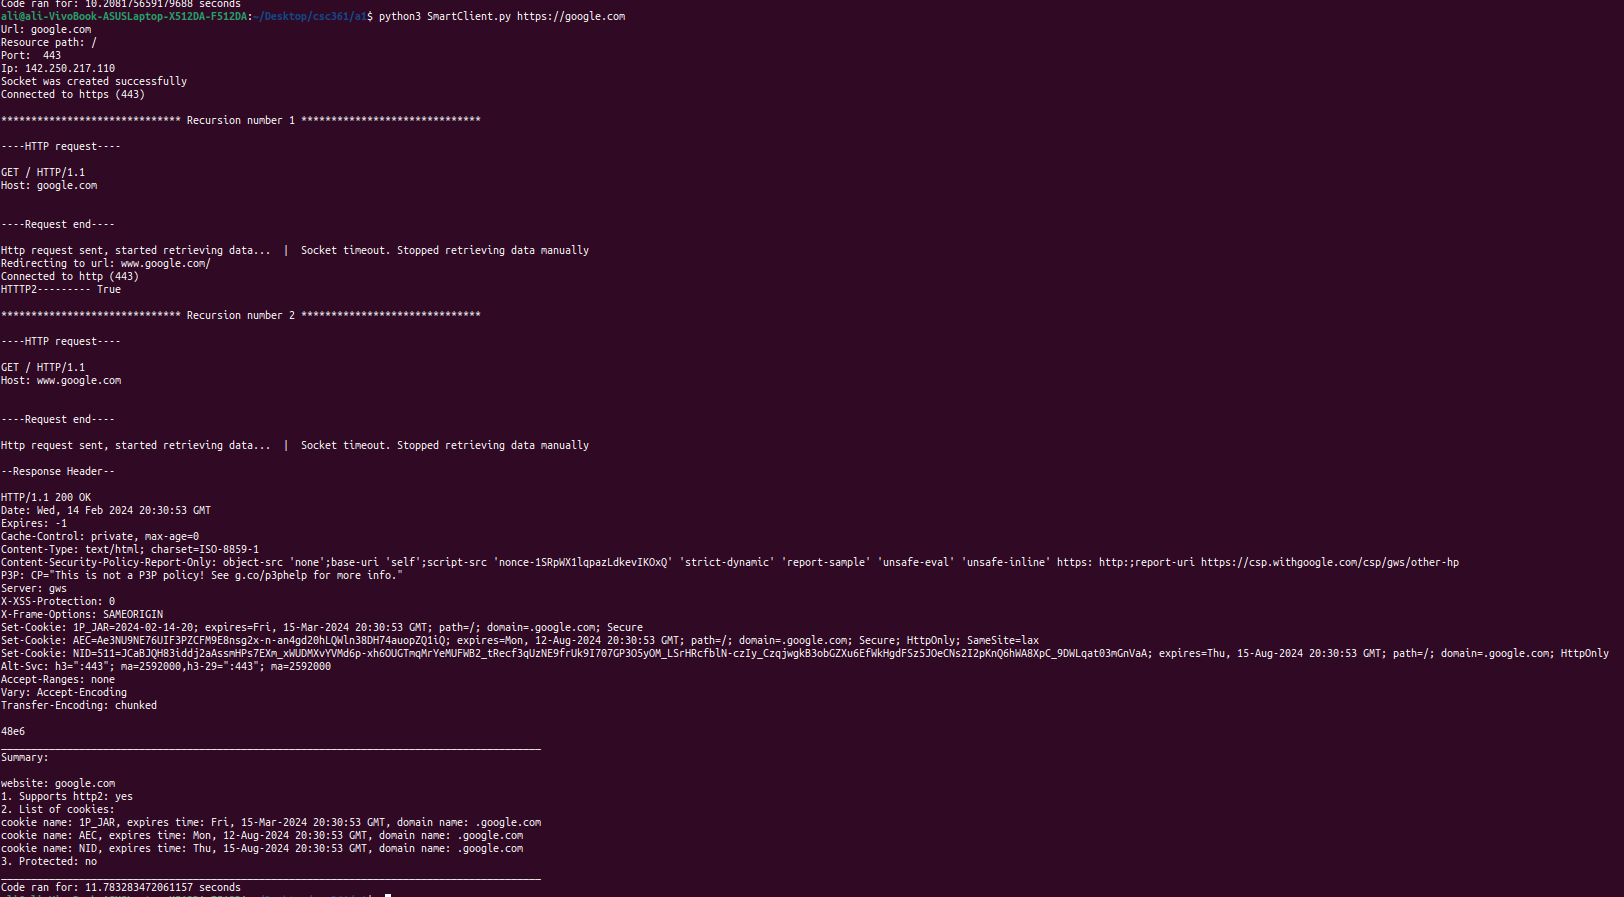 Code ran for: 10.208175659179688 seconds
ali@ali-VivoBook-ASUSLaptop-X512DA-F512DA:~/Desktop/csc361/a1$ python3 SmartClient.py https://google.com
Url: google.com
Resource path: /
Port:  443
Ip: 142.250.217.110
Socket was created successfully
Connected to https (443)
****************************** Recursion number 1 ******************************
----HTTP request----
GET / HTTP/1.1
Host: google.com
----Request end----
Http request sent, started retrieving data...  |  Socket timeout. Stopped retrieving data manually
Redirecting to url: www.google.com/
Connected to http (443)
HTTTP2--------- True
****************************** Recursion number 2 ******************************
----HTTP request----
GET / HTTP/1.1
Host: www.google.com
----Request end----
Http request sent, started retrieving data...  |  Socket timeout. Stopped retrieving data manually
--Response Header--
HTTP/1.1 200 OK
Date: Wed, 14 Feb 2024 20:30:53 GMT
Expires: -1
Cache-Control: private, max-age=0
Content-Type: text/html; charset=ISO-8859-1
Content-Security-Policy-Report-Only: object-src 'none';base-uri 'self';script-src 'nonce-1SRpWX1lqpazLdkevIKOxQ' 'strict-dynamic' 'report-sample' 'unsafe-eval' 'unsafe-inline' https: http:;report-uri https://csp.withgoogle.com/csp/gws/other-hp
P3P: CP="This is not a P3P policy! See g.co/p3phelp for more info."
Server: gws
X-XSS-Protection: 0
X-Frame-Options: SAMEORIGIN
Set-Cookie: 1P_JAR=2024-02-14-20; expires=Fri, 15-Mar-2024 20:30:53 GMT; path=/; domain=.google.com; Secure
Set-Cookie: AEC=Ae3NU9NE76UIF3PZCFM9E8nsg2x-n-an4gd20hLQWln38DH74auopZQ1iQ; expires=Mon, 12-Aug-2024 20:30:53 GMT; path=/; domain=.google.com; Secure; HttpOnly; SameSite=lax
Set-Cookie: NID=511=JCaBJQH83iddj2aAssmHPs7EXm_xWUDMXvYVMd6p-xh6OUGTmqMrYeMUFWB2_tRecf3qUzNE9frUk9I707GP3O5yOM_LSrHRcfblN-czIy_CzqjwgkB3obGZXu6EfWkHgdFSz5JOeCNs2I2pKnQ6hWA8XpC_9DWLqat03mGnVaA; expires=Thu, 15-Aug-2024 20:30:53 GMT; path=/; domain=.google.com; HttpOnly
Alt-Svc: h3=":443"; ma=2592000,h3-29=":443"; ma=2592000
Accept-Ranges: none
Vary: Accept-Encoding
Transfer-Encoding: chunked
48e6
__________________________________________________________________________________________
Summary:
website: google.com
1. Supports http2: yes
2. List of cookies:
cookie name: 1P_JAR, expires time: Fri, 15-Mar-2024 20:30:53 GMT, domain name: .google.com
cookie name: AEC, expires time: Mon, 12-Aug-2024 20:30:53 GMT, domain name: .google.com
cookie name: NID, expires time: Thu, 15-Aug-2024 20:30:53 GMT, domain name: .google.com
3. Protected: no
__________________________________________________________________________________________
Code ran for: 11.783283472061157 seconds